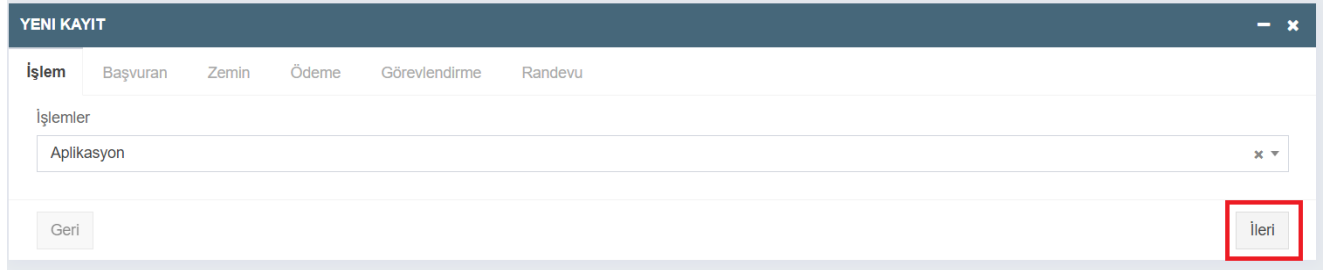 YENI KAYIT
İşlem Başvuran Zemin Ödeme Görevlendirme Randevu
İşlemler
Aplikasyon
Geri İleri